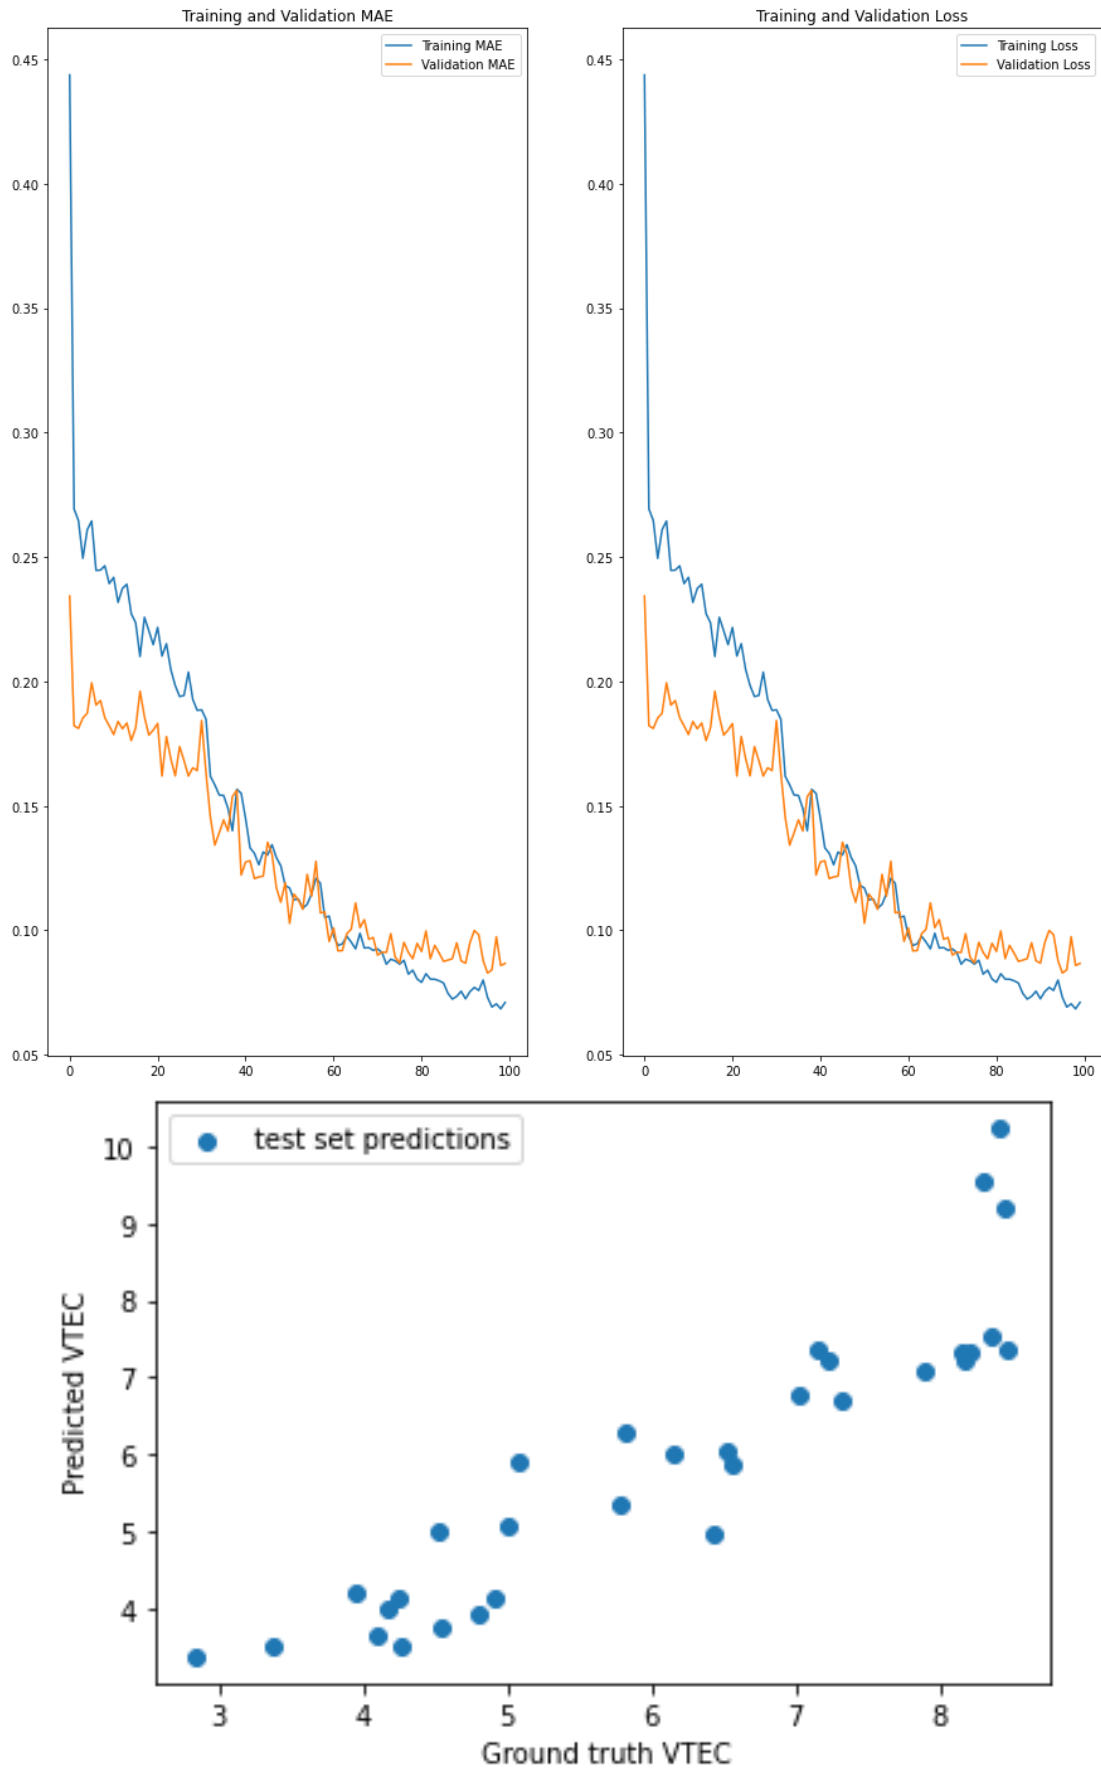 Training and Validation MAE
Training MAE
Validation MAE
0.45
0.40
0.35
0.30
0.25
0.20
0.15
0.10
0.05
0 20 40 60 80 100
Training and Validation Loss
Training Loss
Validation Loss
0.45
0.40
0.35
0.30
0.25
0.20
0.15
0.10
0.05
0 20 40 60 80 100
test set predictions
10
9
8
7
6
5
4
Predicted VTEC
3 4 5 6 7 8
Ground truth VTEC